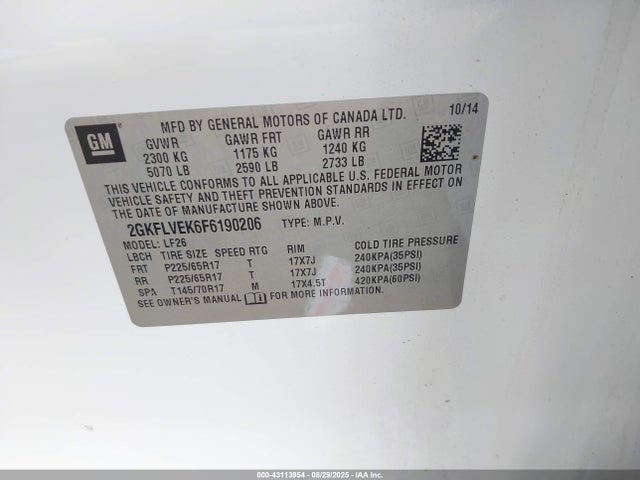 GM
MFD BY GENERAL MOTORS OF CANADA LTD. 10/14
GVWR GAWR FRT GAWR RR
2300 KG 1175 KG 1240 KG
5070 LB 2590 LB 2733 LB
THIS VEHICLE CONFORMS TO ALL APPLICABLE U.S. FEDERAL MOTOR
VEHICLE SAFETY AND THEFT PREVENTION STANDARDS IN EFFECT ON
THE DATE OF MANUFACTURE SHOWN ABOVE.
2GKFLVEK6F6190206 TYPE: M.P.V.
MODEL: LF26
LBCH TIRE SIZE SPEED RTG RIM COLD TIRE PRESSURE
FRT P225/65R17 T 17X7J 240KPA(35PSI)
RR P225/65R17 T 17X7J 240KPA(35PSI)
SPA T145/70R17 M 17X4.5T 420KPA(60PSI)
SEE OWNER'S MANUAL FOR MORE INFORMATION.
000-43113954 - 08/29/2025 - IAAI.com, Inc.